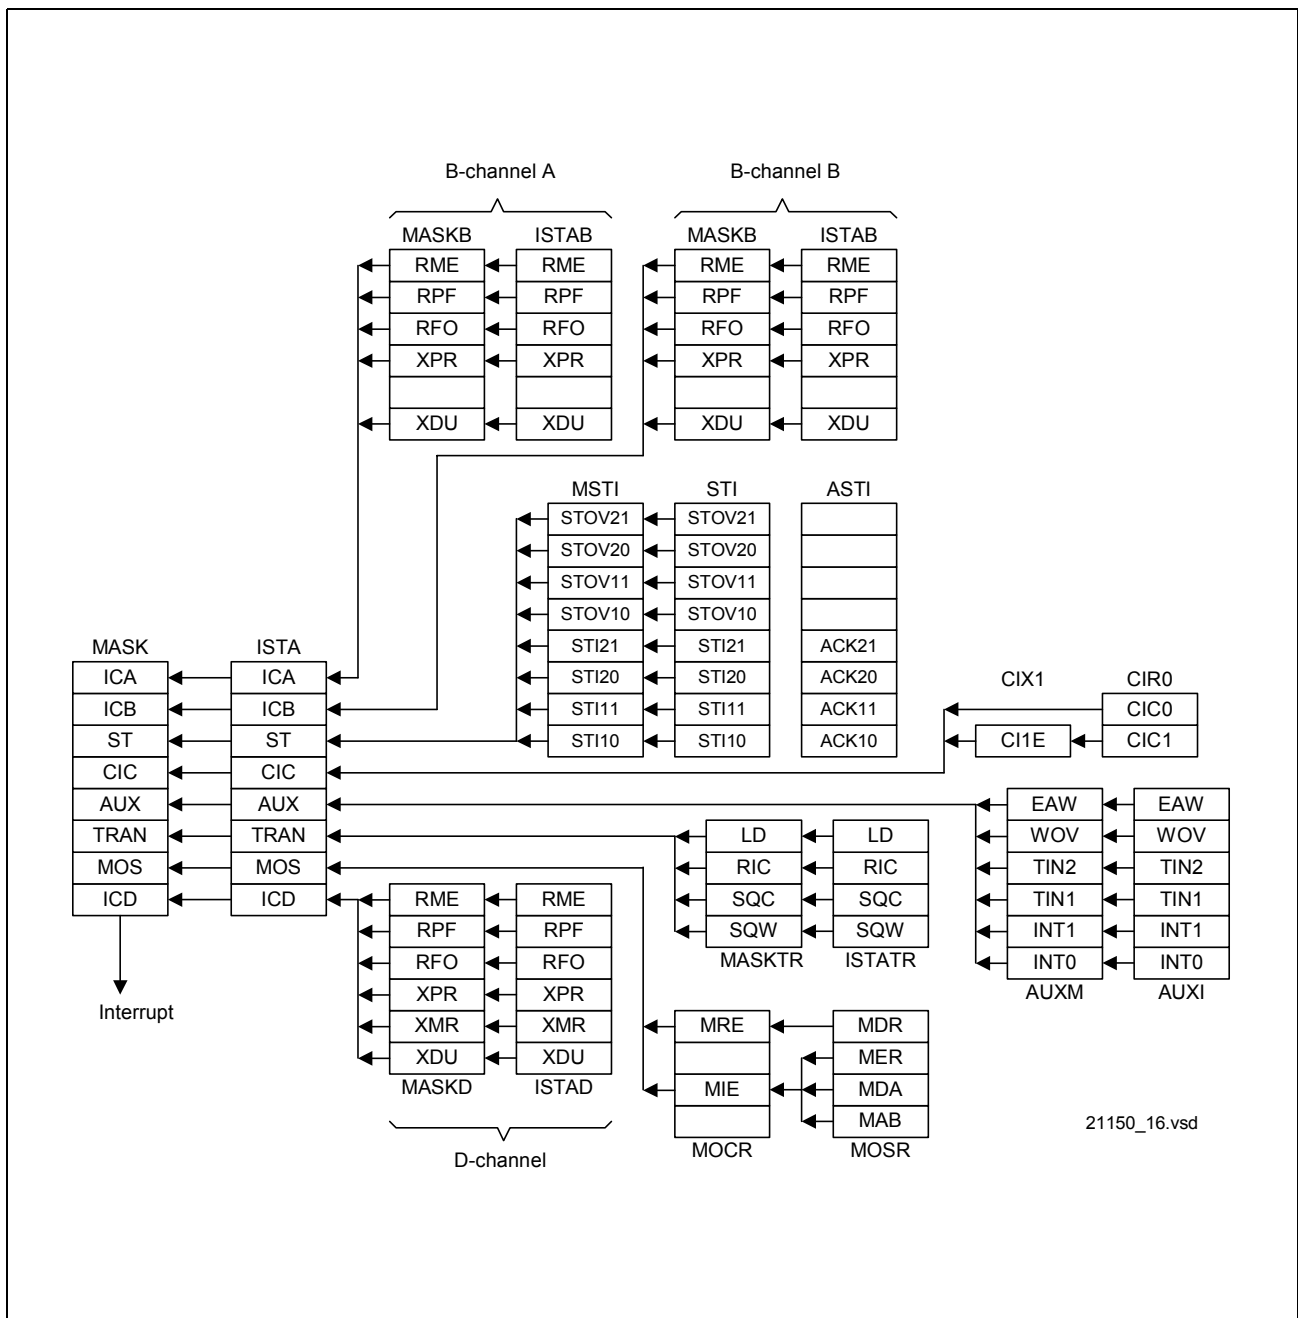 B-channel A B-channel B
MASKB ISTAB MASKB ISTAB
RME RME RME RME
RPF RPF RPF RPF
RFO RFO RFO RFO
XPR XPR XPR XPR
XDU XDU XDU XDU
MSTI STI ASTI
STOV21 STOV21
STOV20 STOV20
STOV11 STOV11
STOV10 STOV10
STI21 STI21 ACK21
STI20 STI20 ACK20
STI11 STI11 ACK11
STI10 STI10 ACK10
MASK ISTA
ICA ICA
ICB ICB
ST ST
CIC CIC
AUX AUX
TRAN TRAN
MOS MOS
ICD ICD
Interrupt
CIX1 CIR0
CIC0
CI1E CIC1
EAW EAW
WOV WOV
TIN2 TIN2
TIN1 TIN1
INT1 INT1
INT0 INT0
AUXM AUXI
LD LD
RIC RIC
SQC SQC
SQW SQW
MASKTR ISTATR
RME RME
RPF RPF
RFO RFO
XPR XPR
XMR XMR
XDU XDU
MASKD ISTAD
D-channel
MRE MDR
MER
MIE MDA
MAB
MOCR MOSR
21150_16.vsd